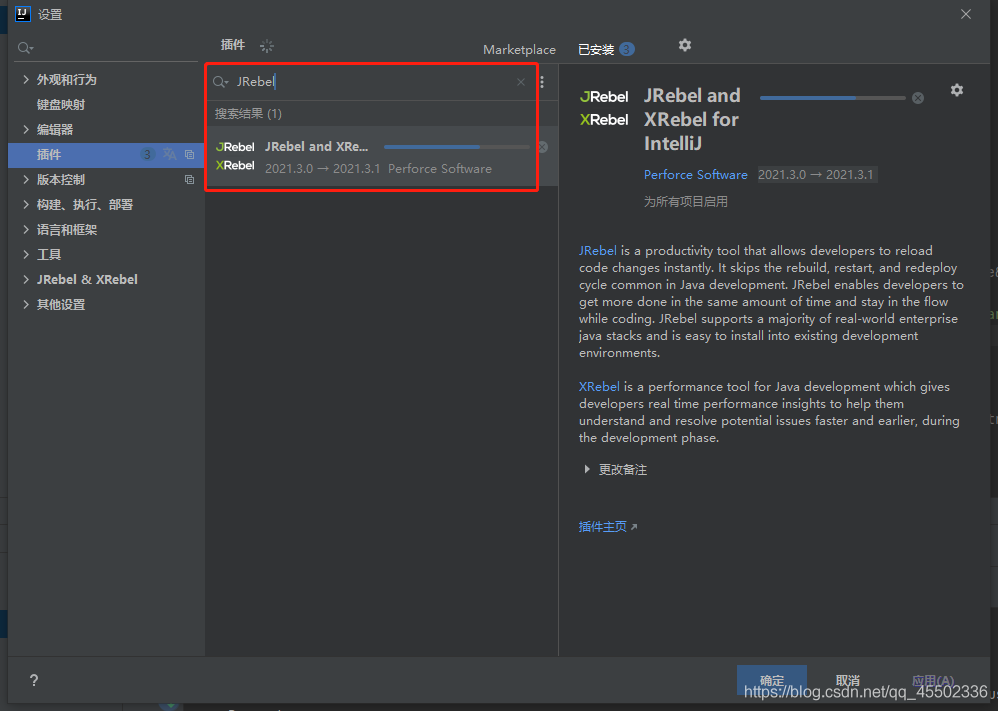 设置
插件
Marketplace
已安装 3
外观和行为
键盘映射
编辑器
插件 3
版本控制
构建、执行、部署
语言和框架
工具
JRebel & XRebel
其他设置
JRebel
搜索结果 (1)
JRebel
XRebel
JRebel and XRe...
2021.3.0 → 2021.3.1 Perforce Software
JRebel
XRebel
JRebel and
XRebel for
IntelliJ
Perforce Software 2021.3.0 → 2021.3.1
为所有项目启用
JRebel is a productivity tool that allows developers to reload
code changes instantly. It skips the rebuild, restart, and redeploy
cycle common in Java development. JRebel enables developers to
get more done in the same amount of time and stay in the flow
while coding. JRebel supports a majority of real-world enterprise
java stacks and is easy to install into existing development
environments.
XRebel is a performance tool for Java development which gives
developers real time performance insights to help them
understand and resolve potential issues faster and earlier, during
the development phase.
更改备注
插件主页
?
确定
取消
应用(A)
https://blog.csdn.net/qq_45502336